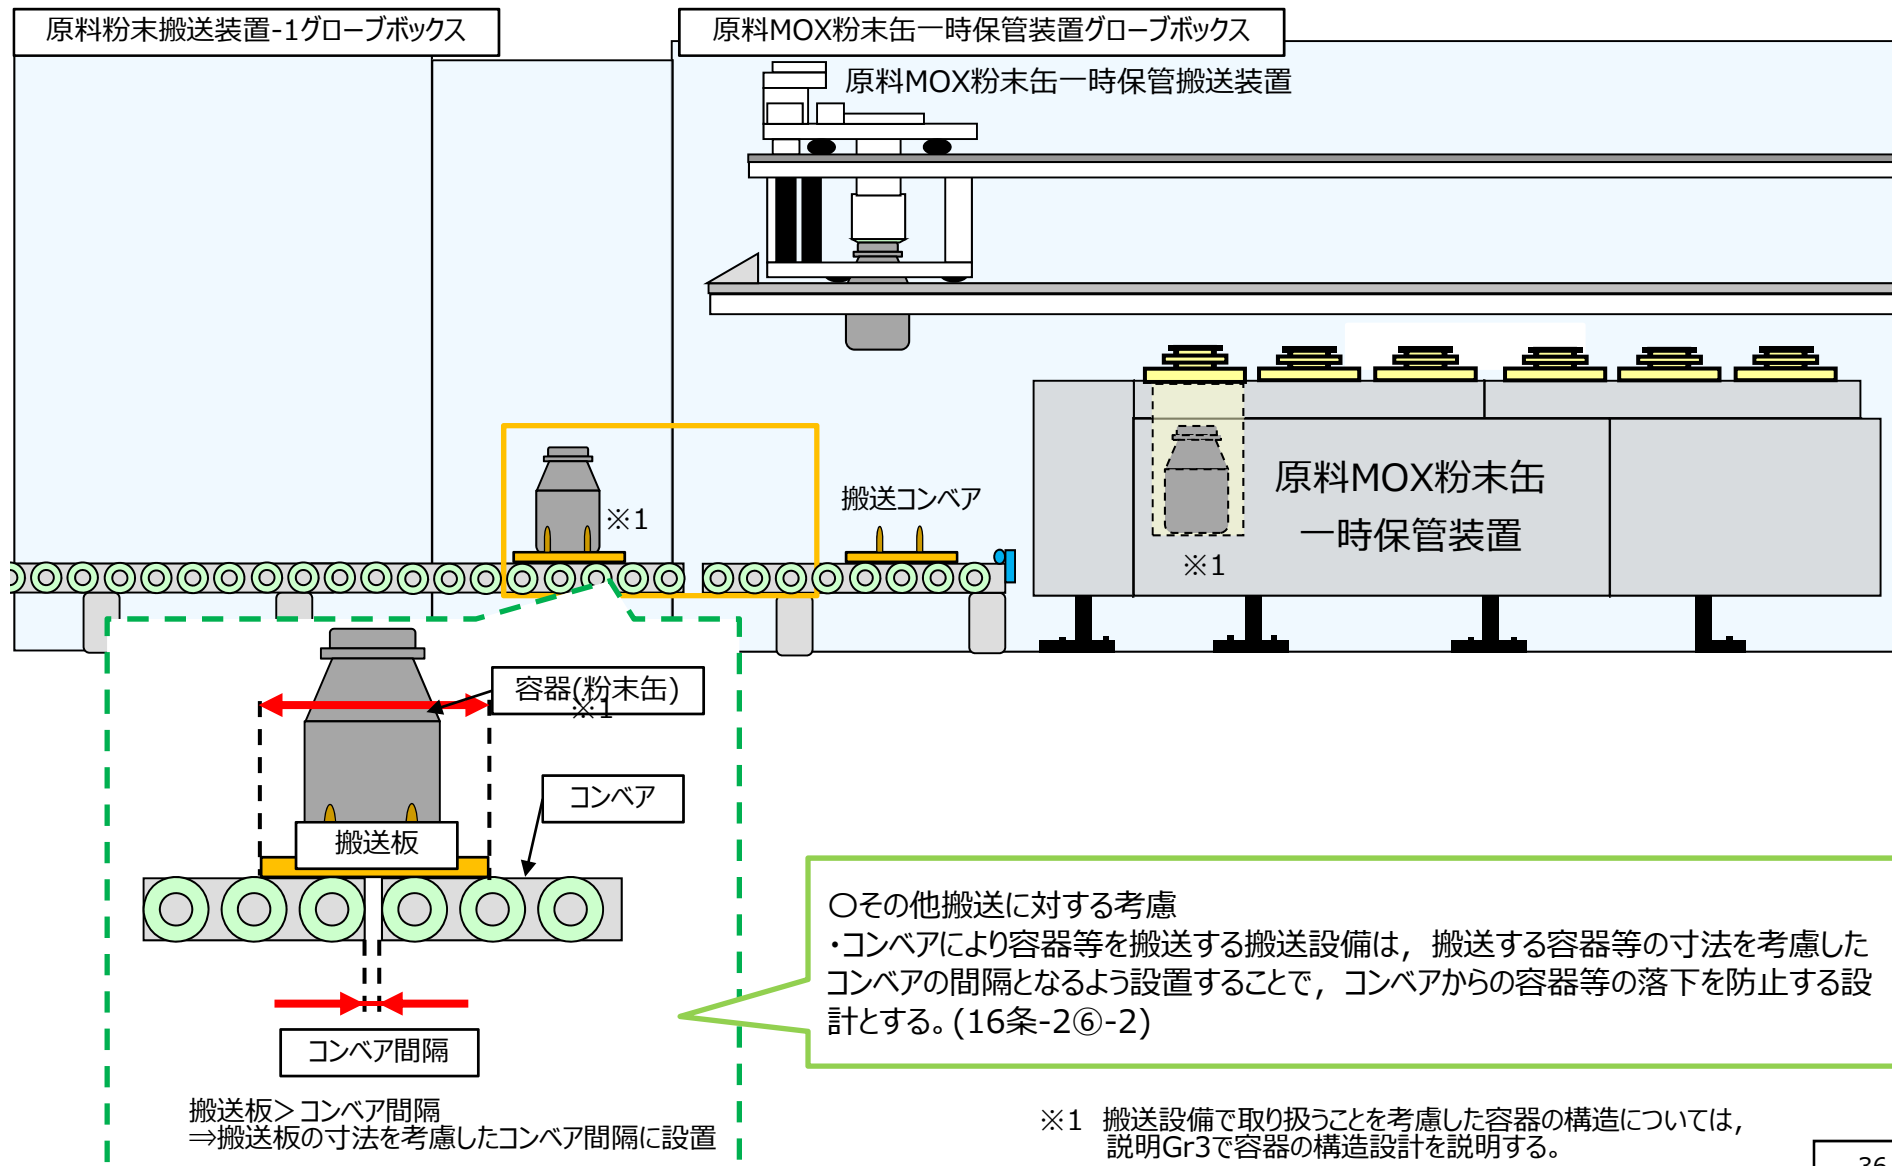 原料粉末搬送装置-1グローブボックス
原料MOX粉末缶一時保管装置グローブボックス
原料MOX粉末缶一時保管搬送装置
※1
搬送コンベア
原料MOX粉末缶
一時保管装置
※1
容器(粉末缶)
※1
コンベア
搬送板
コンベア間隔
搬送板＞コンベア間隔
⇒搬送板の寸法を考慮したコンベア間隔に設置
〇その他搬送に対する考慮
・コンベアにより容器等を搬送する搬送設備は，搬送する容器等の寸法を考慮した
コンベアの間隔となるよう設置することで，コンベアからの容器等の落下を防止する設
計とする。(16条-2⑥-2)
※1 搬送設備で取り扱うことを考慮した容器の構造については，
説明Gr3で容器の構造設計を説明する。
36